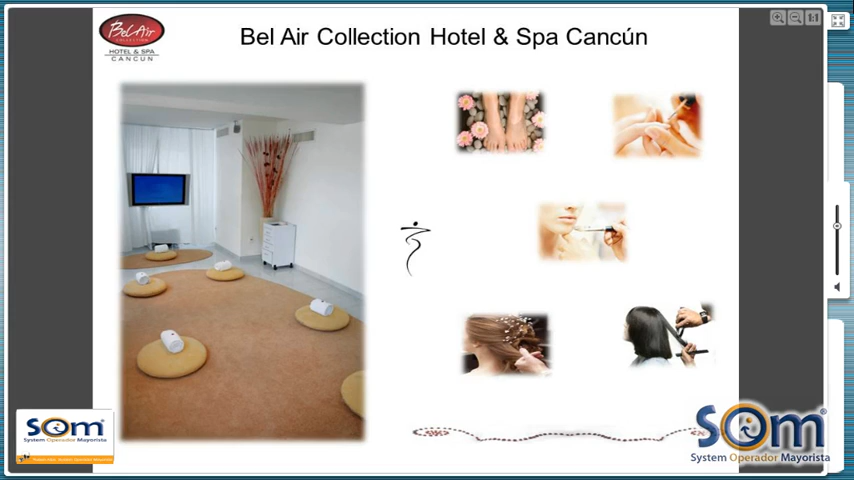 Bel Air
COLLECTION
HOTEL & SPA
CANCUN
Bel Air Collection Hotel & Spa Cancún
1:1
SOm®
System Operador Mayorista
SOm®
System Operador Mayorista